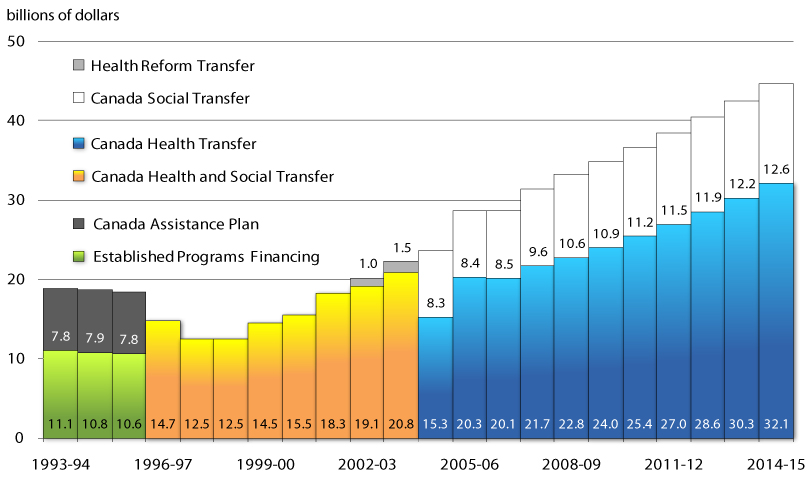 billions of dollars
50
Health Reform Transfer
Canada Social Transfer
40
Canada Health Transfer
Canada Health and Social Transfer
30
Canada Assistance Plan
Established Programs Financing
20
10
0
7.8 7.9 7.8
1.0 1.5
8.3 8.4 8.5 9.6 10.6 10.9 11.2 11.5 11.9 12.2 12.6
11.1 10.8 10.6 14.7 12.5 12.5 14.5 15.5 18.3 19.1 20.8 15.3 20.3 20.1 21.7 22.8 24.0 25.4 27.0 28.6 30.3 32.1
1993-94 1996-97 1999-00 2002-03 2005-06 2008-09 2011-12 2014-15